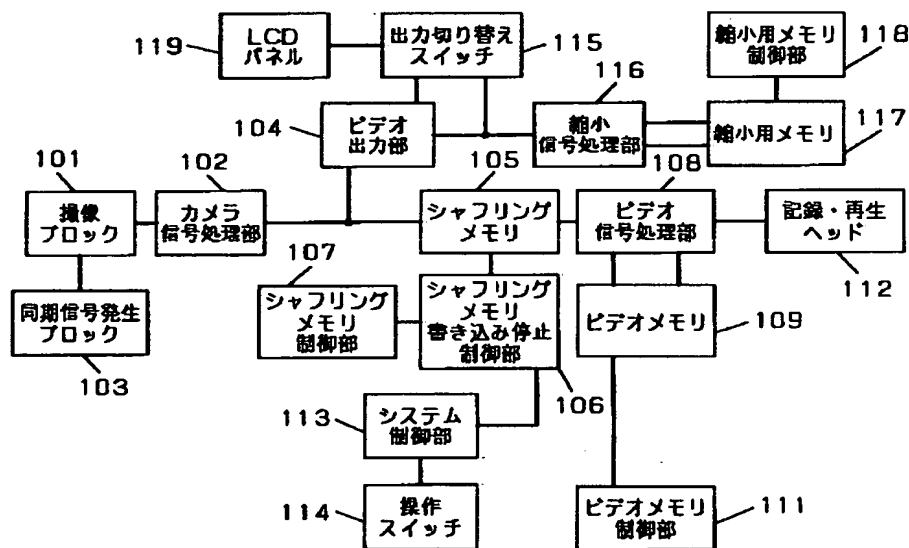 119
LCD
パネル
出力切り替え
スイッチ
115
縮小用メモリ
制御部
118
116
104
ビデオ
出力部
縮小
信号処理部
縮小用メモリ
117
101
102
105
108
撮像
ブロック
カメラ
信号処理部
シャフリング
メモリ
ビデオ
信号処理部
記録・再生
ヘッド
112
107
同期信号発生
ブロック
103
シャフリング
メモリ
制御部
シャフリング
メモリ
書き込み停止
制御部
106
ビデオメモリ
109
113
システム
制御部
114
操作
スイッチ
ビデオメモリ
制御部
111